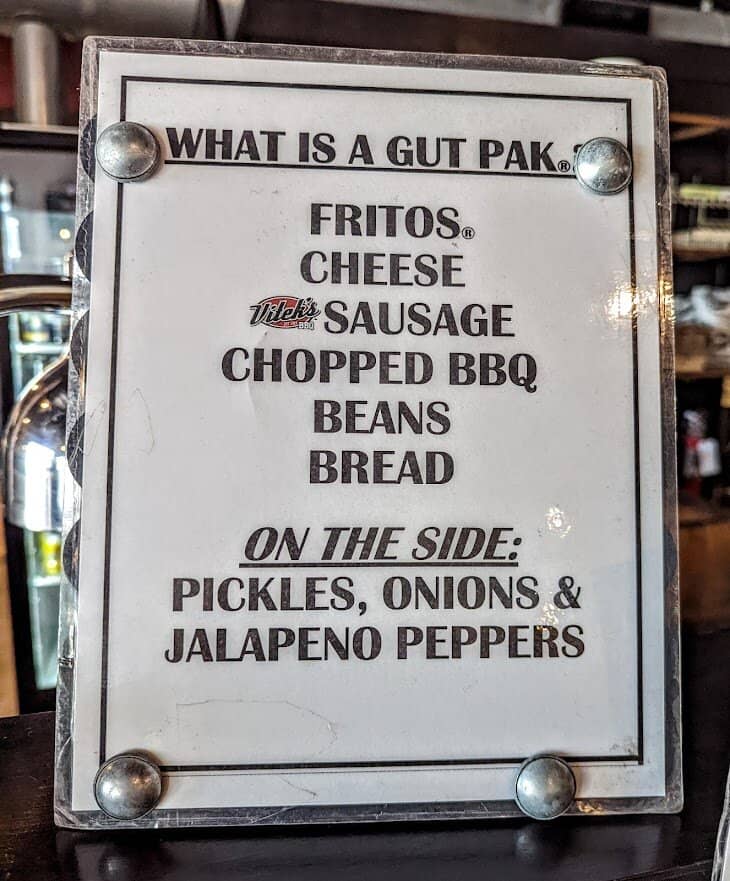 WHAT IS A GUT PAK®?
FRITOS®
CHEESE
Vitek's BBQ SAUSAGE
CHOPPED BBQ
BEANS
BREAD
ON THE SIDE:
PICKLES, ONIONS &
JALAPENO PEPPERS